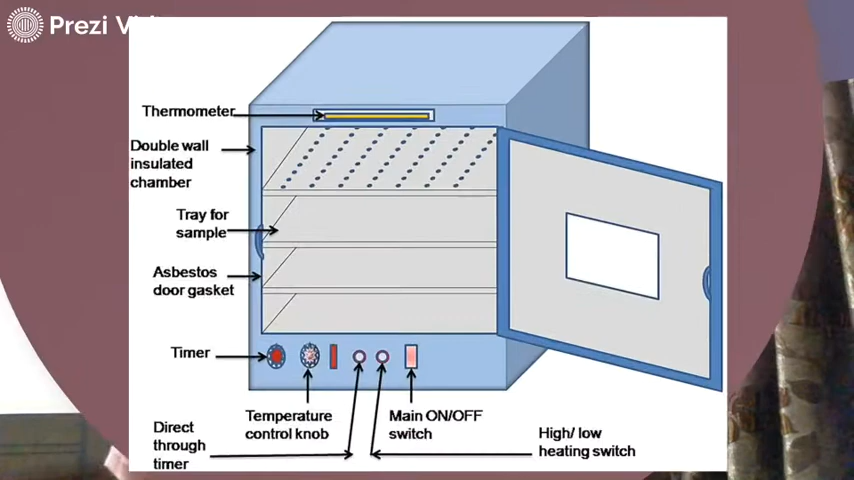 Prezi
Thermometer
Double wall
insulated
chamber
Tray for
sample
Asbestos
door gasket
Timer
Temperature
control knob
Main ON/OFF
switch
Direct
through
timer
High/ low
heating switch